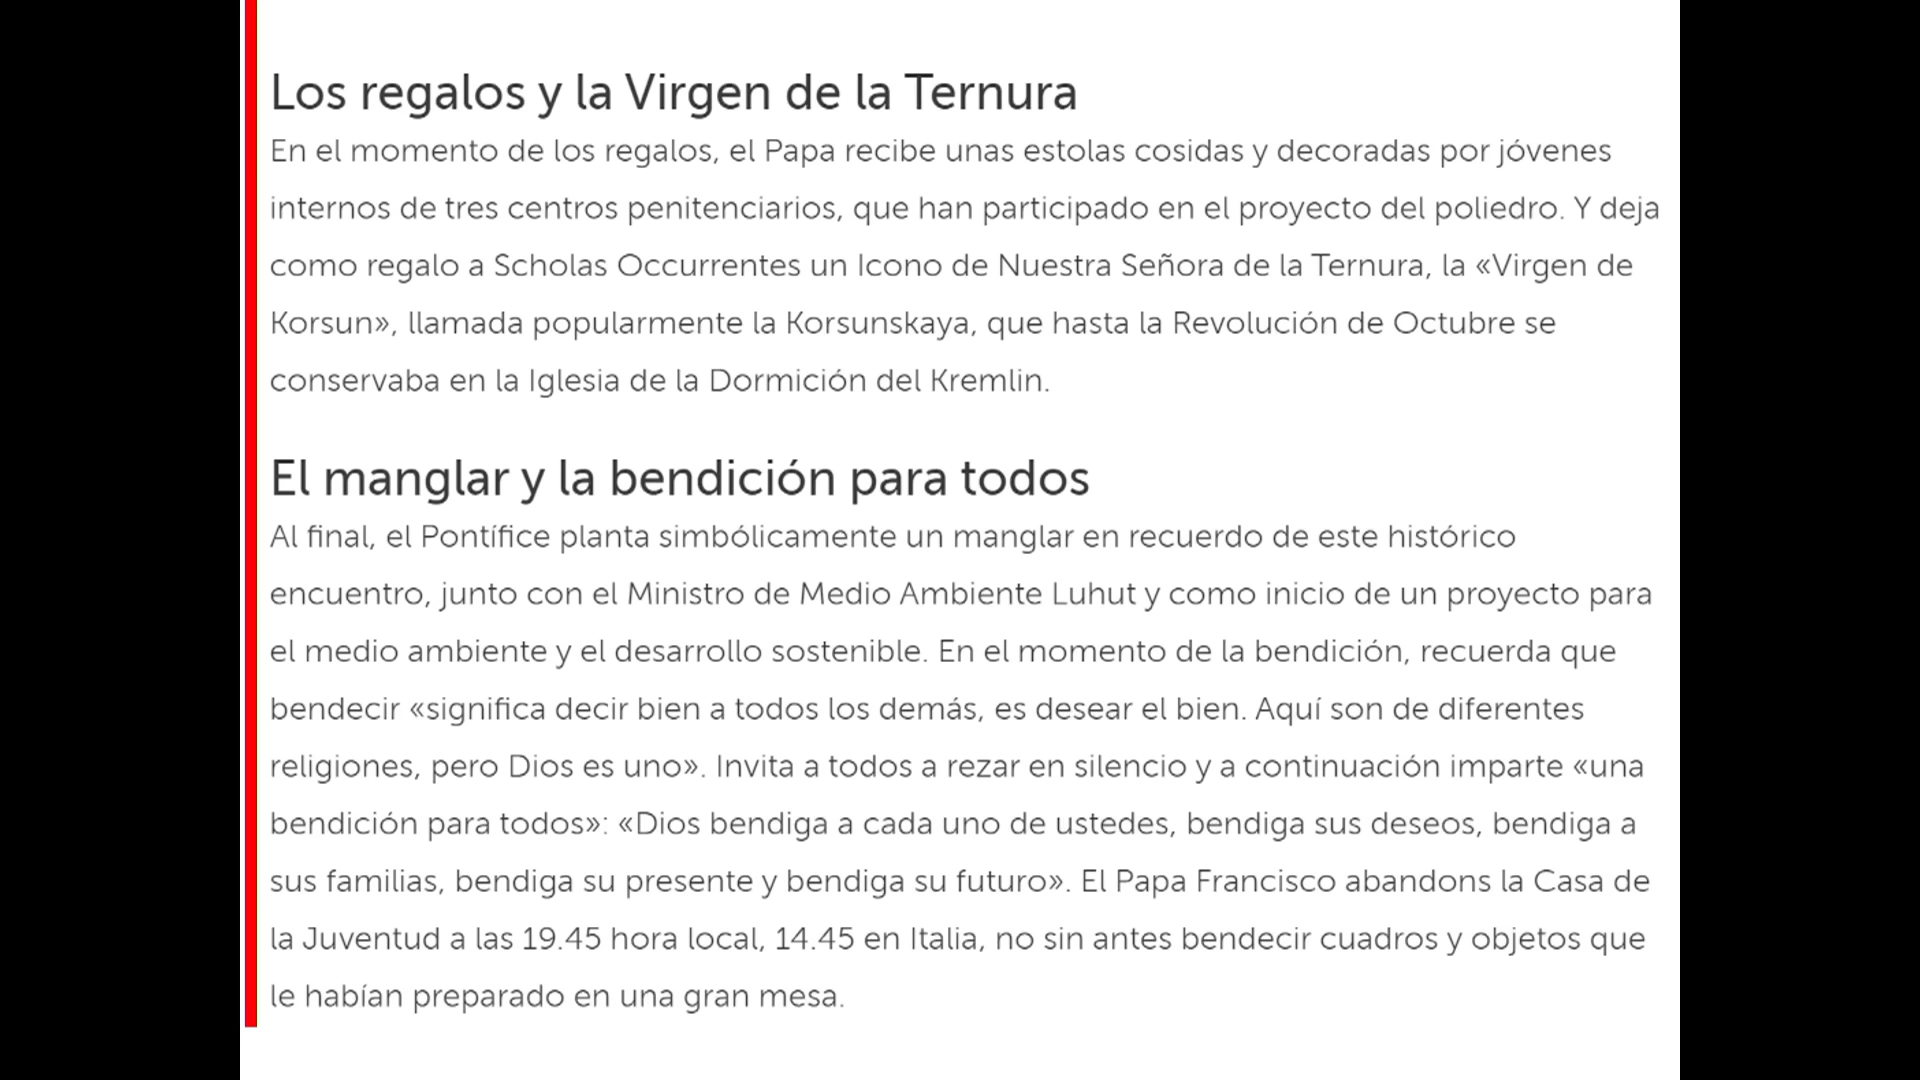 Los regalos y la Virgen de la Ternura
En el momento de los regalos, el Papa recibe unas estolas cosidas y decoradas por jóvenes
internos de tres centros penitenciarios, que han participado en el proyecto del poliedro. Y deja
como regalo a Scholas Occurrentes un Icono de Nuestra Señora de la Ternura, la «Virgen de
Korsun», llamada popularmente la Korsunskaya, que hasta la Revolución de Octubre se
conservaba en la Iglesia de la Dormición del Kremlin.
El manglar y la bendición para todos
Al final, el Pontífice planta simbólicamente un manglar en recuerdo de este histórico
encuentro, junto con el Ministro de Medio Ambiente Luhut y como inicio de un proyecto para
el medio ambiente y el desarrollo sostenible. En el momento de la bendición, recuerda que
bendecir «significa decir bien a todos los demás, es desear el bien. Aquí son de diferentes
religiones, pero Dios es uno». Invita a todos a rezar en silencio y a continuación imparte «una
bendición para todos»: «Dios bendiga a cada uno de ustedes, bendiga sus deseos, bendiga a
sus familias, bendiga su presente y bendiga su futuro». El Papa Francisco abandons la Casa de
la Juventud a las 19.45 hora local, 14.45 en Italia, no sin antes bendecir cuadros y objetos que
le habían preparado en una gran mesa.